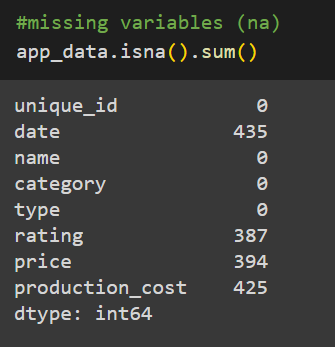 #missing variables (na)
app_data.isna().sum()
unique_id 0
date 435
name 0
category 0
type 0
rating 387
price 394
production_cost 425
dtype: int64